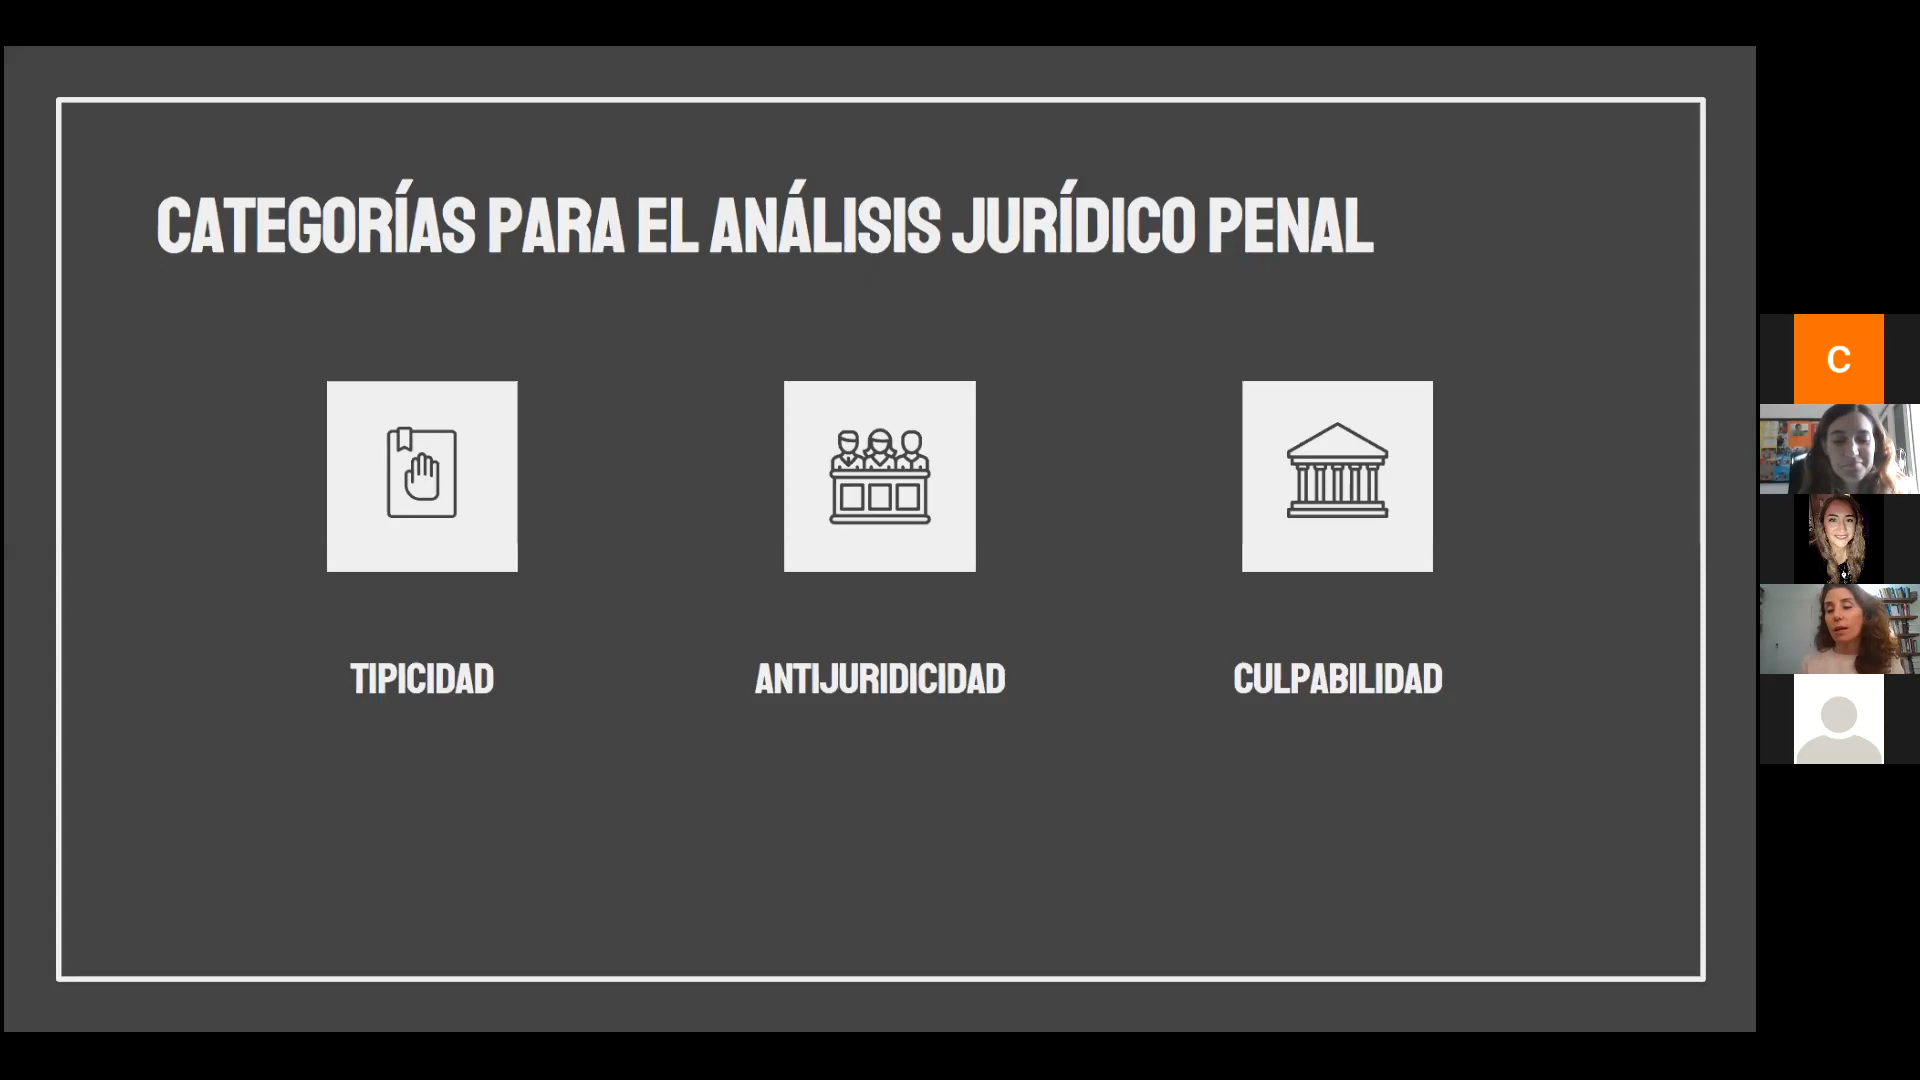 CATEGORÍAS PARA EL ANÁLISIS JURÍDICO PENAL
TIPICIDAD
ANTIJURIDICIDAD
CULPABILIDAD
C